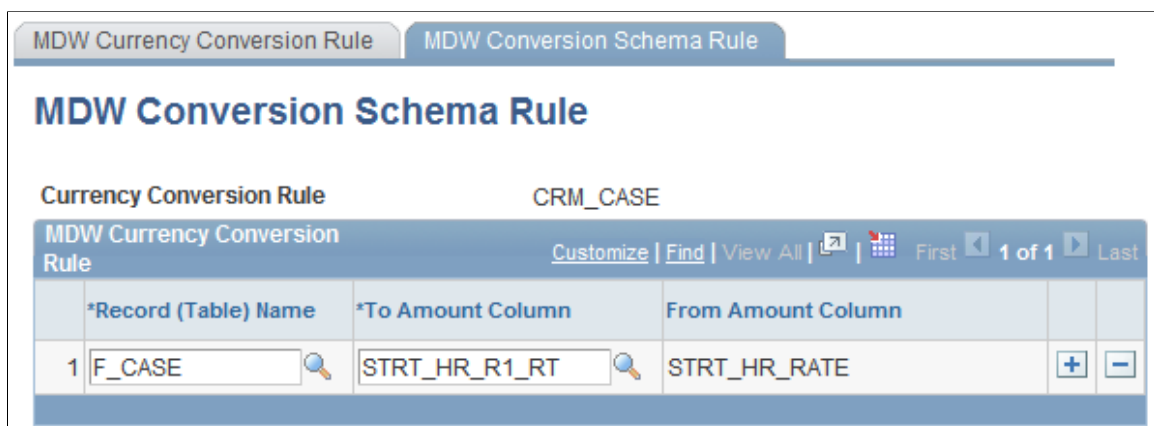 MDW Currency Conversion Rule MDW Conversion Schema Rule
MDW Conversion Schema Rule
Currency Conversion Rule CRM_CASE
MDW Currency Conversion
Rule
Customize | Find | View All | | First 1 of 1 Last
*Record (Table) Name *To Amount Column From Amount Column
1 F_CASE STRT_HR_R1_RT STRT_HR_RATE + −